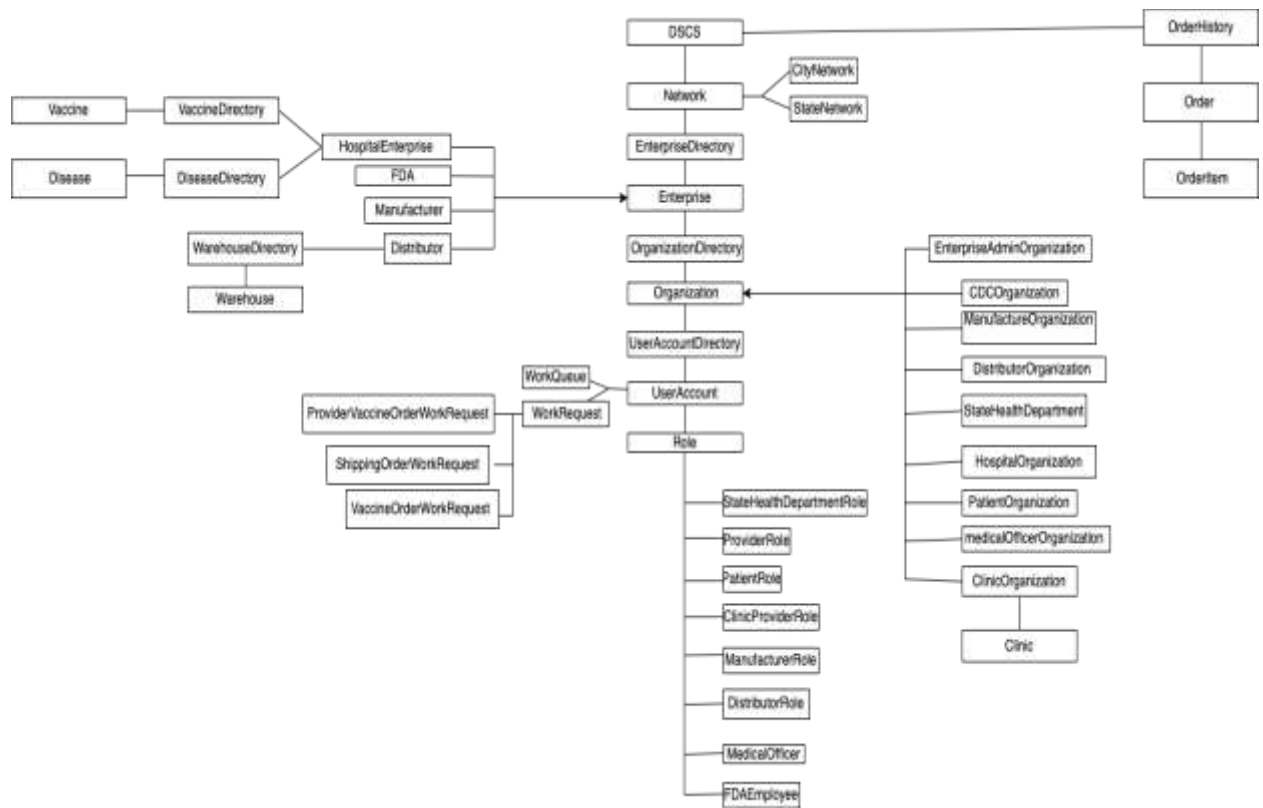 DSCS
OrderHistory
CityNetwork
Network
StateNetwork
Order
Vaccine
VaccineDirectory
HospitalEnterprise
EnterpriseDirectory
Disease
DiseaseDirectory
FDA
OrderItem
Enterprise
Manufacturer
WarehouseDirectory
Distributor
OrganizationDirectory
EnterpriseAdminOrganization
Warehouse
Organization
CDCOrganization
ManufactureOrganization
UserAccountDirectory
DistributorOrganization
WorkQueue
UserAccount
ProviderVaccineOrderWorkRequest
WorkRequest
StateHealthDepartment
Role
ShippingOrderWorkRequest
HospitalOrganization
VaccineOrderWorkRequest
StateHealthDepartmentRole
PatientOrganization
ProviderRole
medicalOfficerOrganization
PatientRole
ClinicOrganization
ClinicProviderRole
Clinic
ManufacturerRole
DistributorRole
MedicalOfficer
FDAEmployee